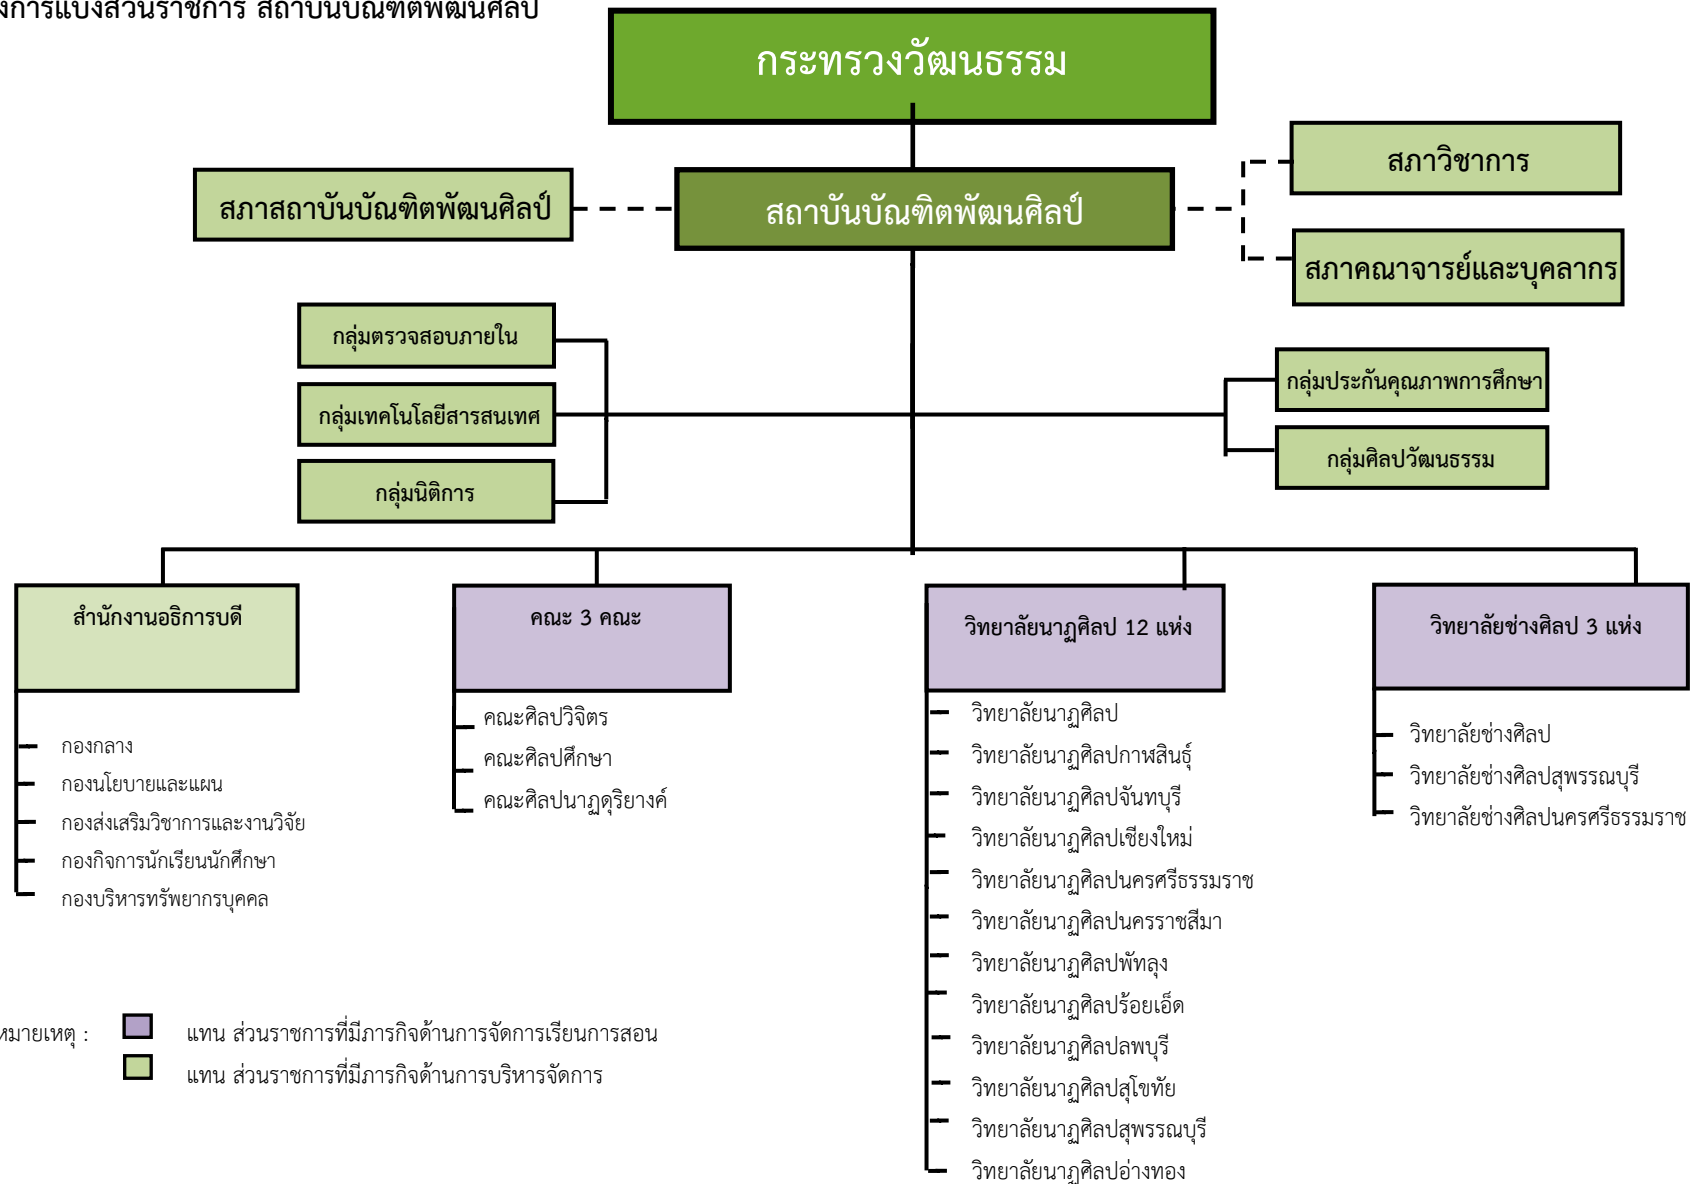 การแบ่งส่วนราชการ สถาบันบัณฑิตพัฒนศิลป์
กระทรวงวัฒนธรรม
สภาวิชาการ
สภาสถาบันบัณฑิตพัฒนศิลป์
สถาบันบัณฑิตพัฒนศิลป์
สภาคณาจารย์และบุคลากร
กลุ่มตรวจสอบภายใน
กลุ่มเทคโนโลยีสารสนเทศ
กลุ่มนิติการ
กลุ่มประกันคุณภาพการศึกษา
กลุ่มศิลปวัฒนธรรม
สำนักงานอธิการบดี
กองกลาง
กองนโยบายและแผน
กองส่งเสริมวิชาการและงานวิจัย
กองกิจการนักเรียนนักศึกษา
กองบริหารทรัพยากรบุคคล
คณะ 3 คณะ
คณะศิลปวิจิตร
คณะศิลปศึกษา
คณะศิลปนาฏดุริยางค์
วิทยาลัยนาฏศิลป 12 แห่ง
วิทยาลัยนาฏศิลป
วิทยาลัยนาฏศิลปกาฬสินธุ์
วิทยาลัยนาฏศิลปจันทบุรี
วิทยาลัยนาฏศิลปเชียงใหม่
วิทยาลัยนาฏศิลปนครศรีธรรมราช
วิทยาลัยนาฏศิลปนครราชสีมา
วิทยาลัยนาฏศิลปพัทลุง
วิทยาลัยนาฏศิลปร้อยเอ็ด
วิทยาลัยนาฏศิลปลพบุรี
วิทยาลัยนาฏศิลปสุโขทัย
วิทยาลัยนาฏศิลปสุพรรณบุรี
วิทยาลัยนาฏศิลปอ่างทอง
วิทยาลัยช่างศิลป 3 แห่ง
วิทยาลัยช่างศิลป
วิทยาลัยช่างศิลปสุพรรณบุรี
วิทยาลัยช่างศิลปนครศรีธรรมราช
หมายเหตุ : แทน ส่วนราชการที่มีภารกิจด้านการจัดการเรียนการสอน
แทน ส่วนราชการที่มีภารกิจด้านการบริหารจัดการ